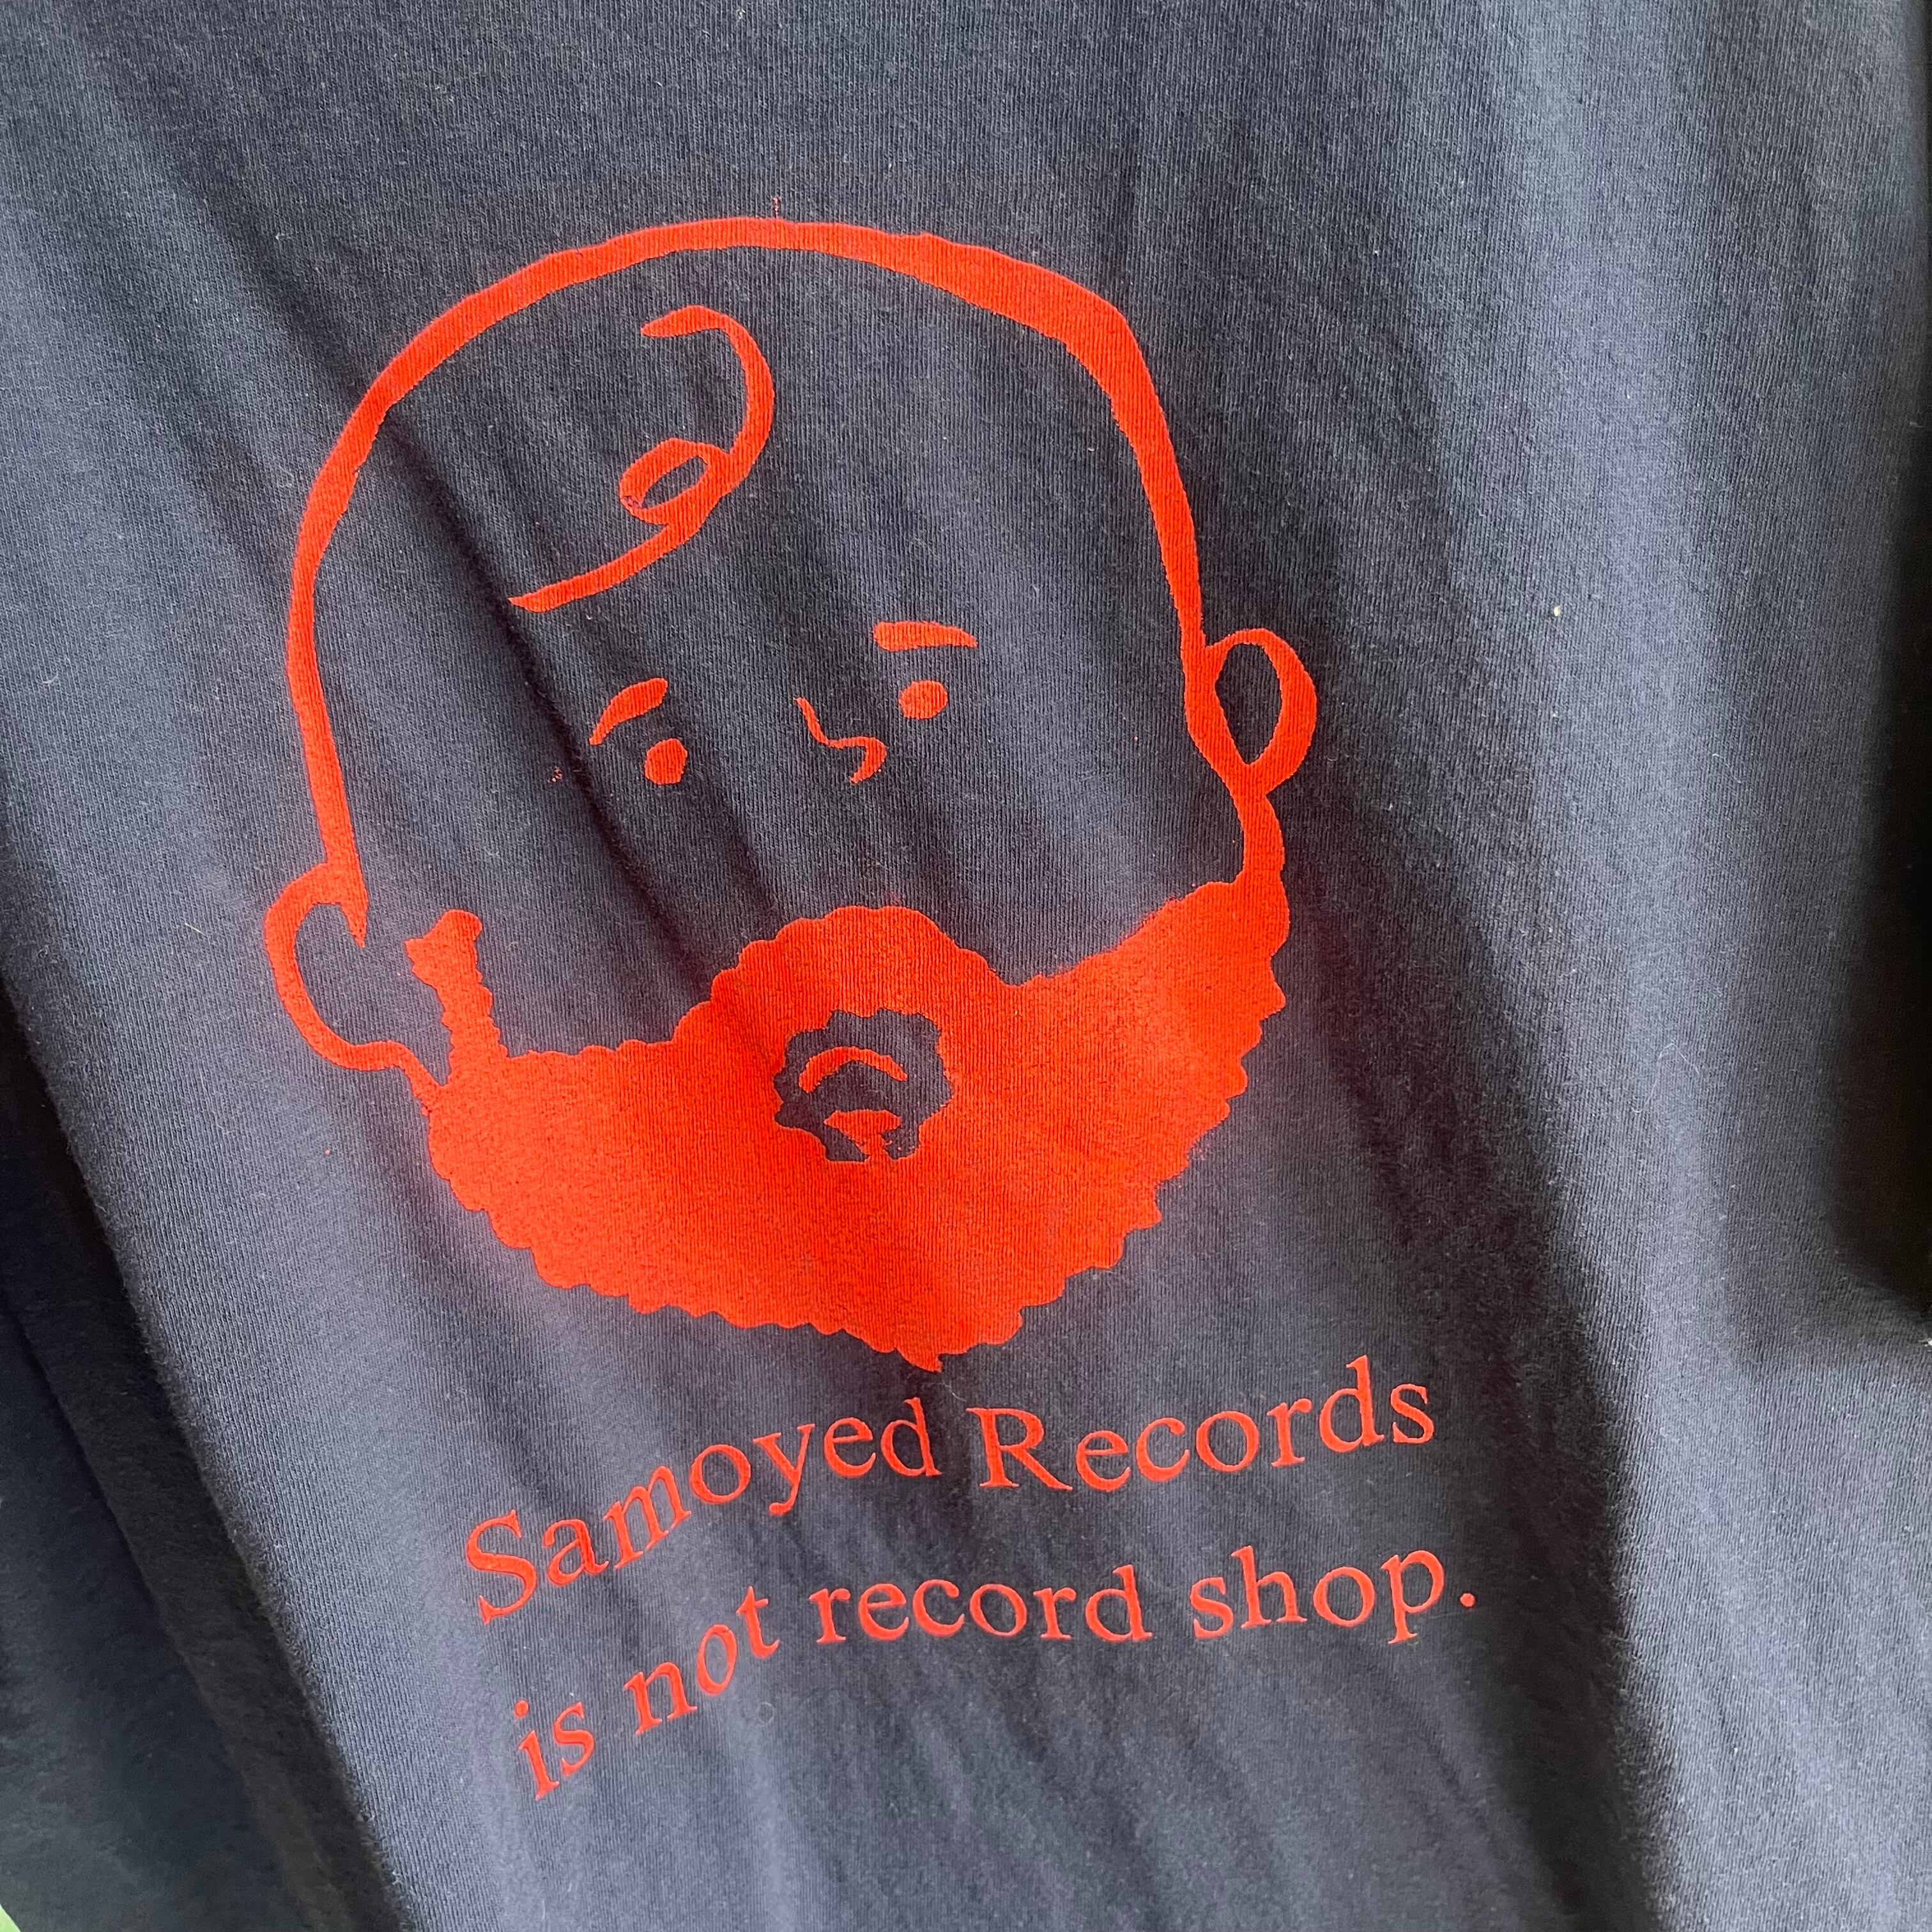 Samoyed Records
is not record shop.